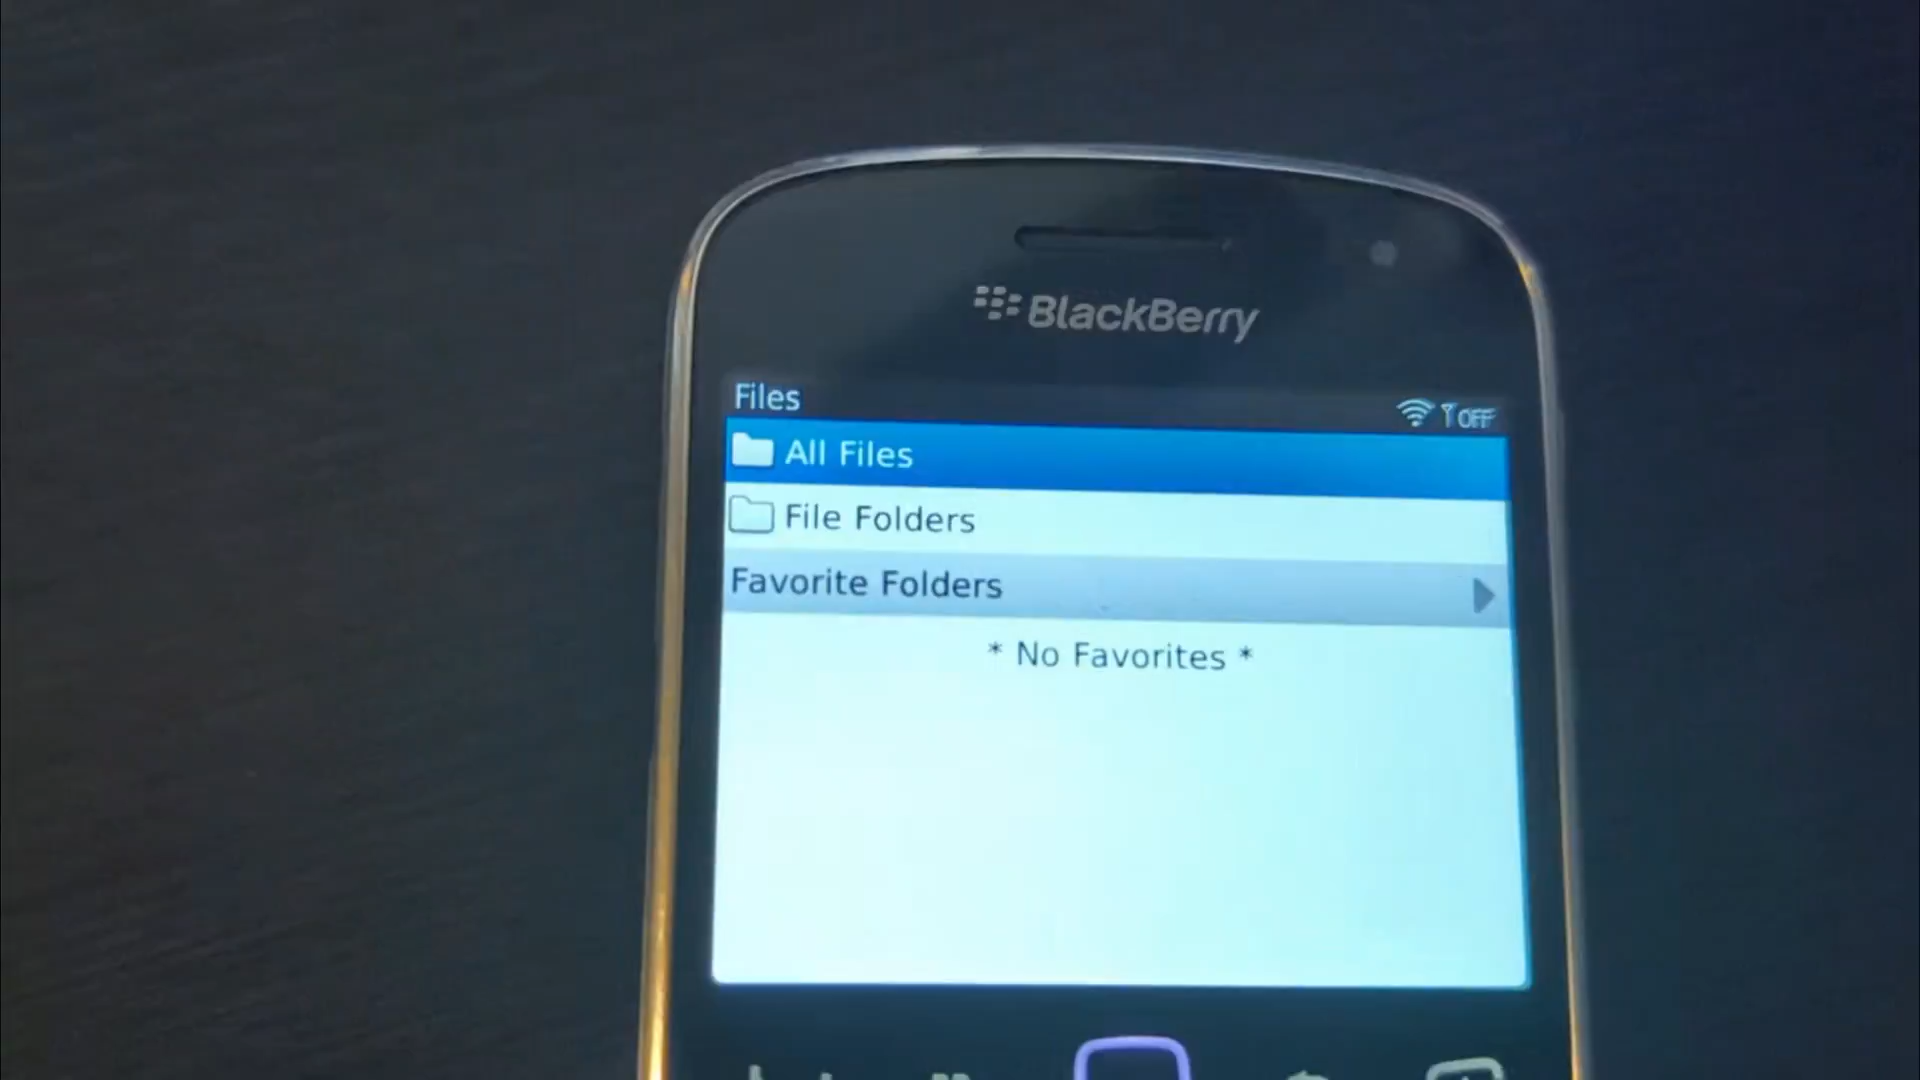 BlackBerry
Files
OFF
All Files
File Folders
Favorite Folders
* No Favorites *